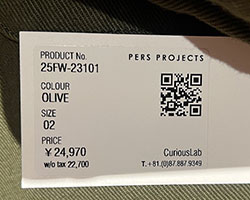 PERS PROJECTS
PRODUCT No.
25FW-23101
COLOUR
OLIVE
SIZE
02
PRICE
￥24,970
w/o tax 22,700
CuriousLab
T.+81.(0)87.887.9349